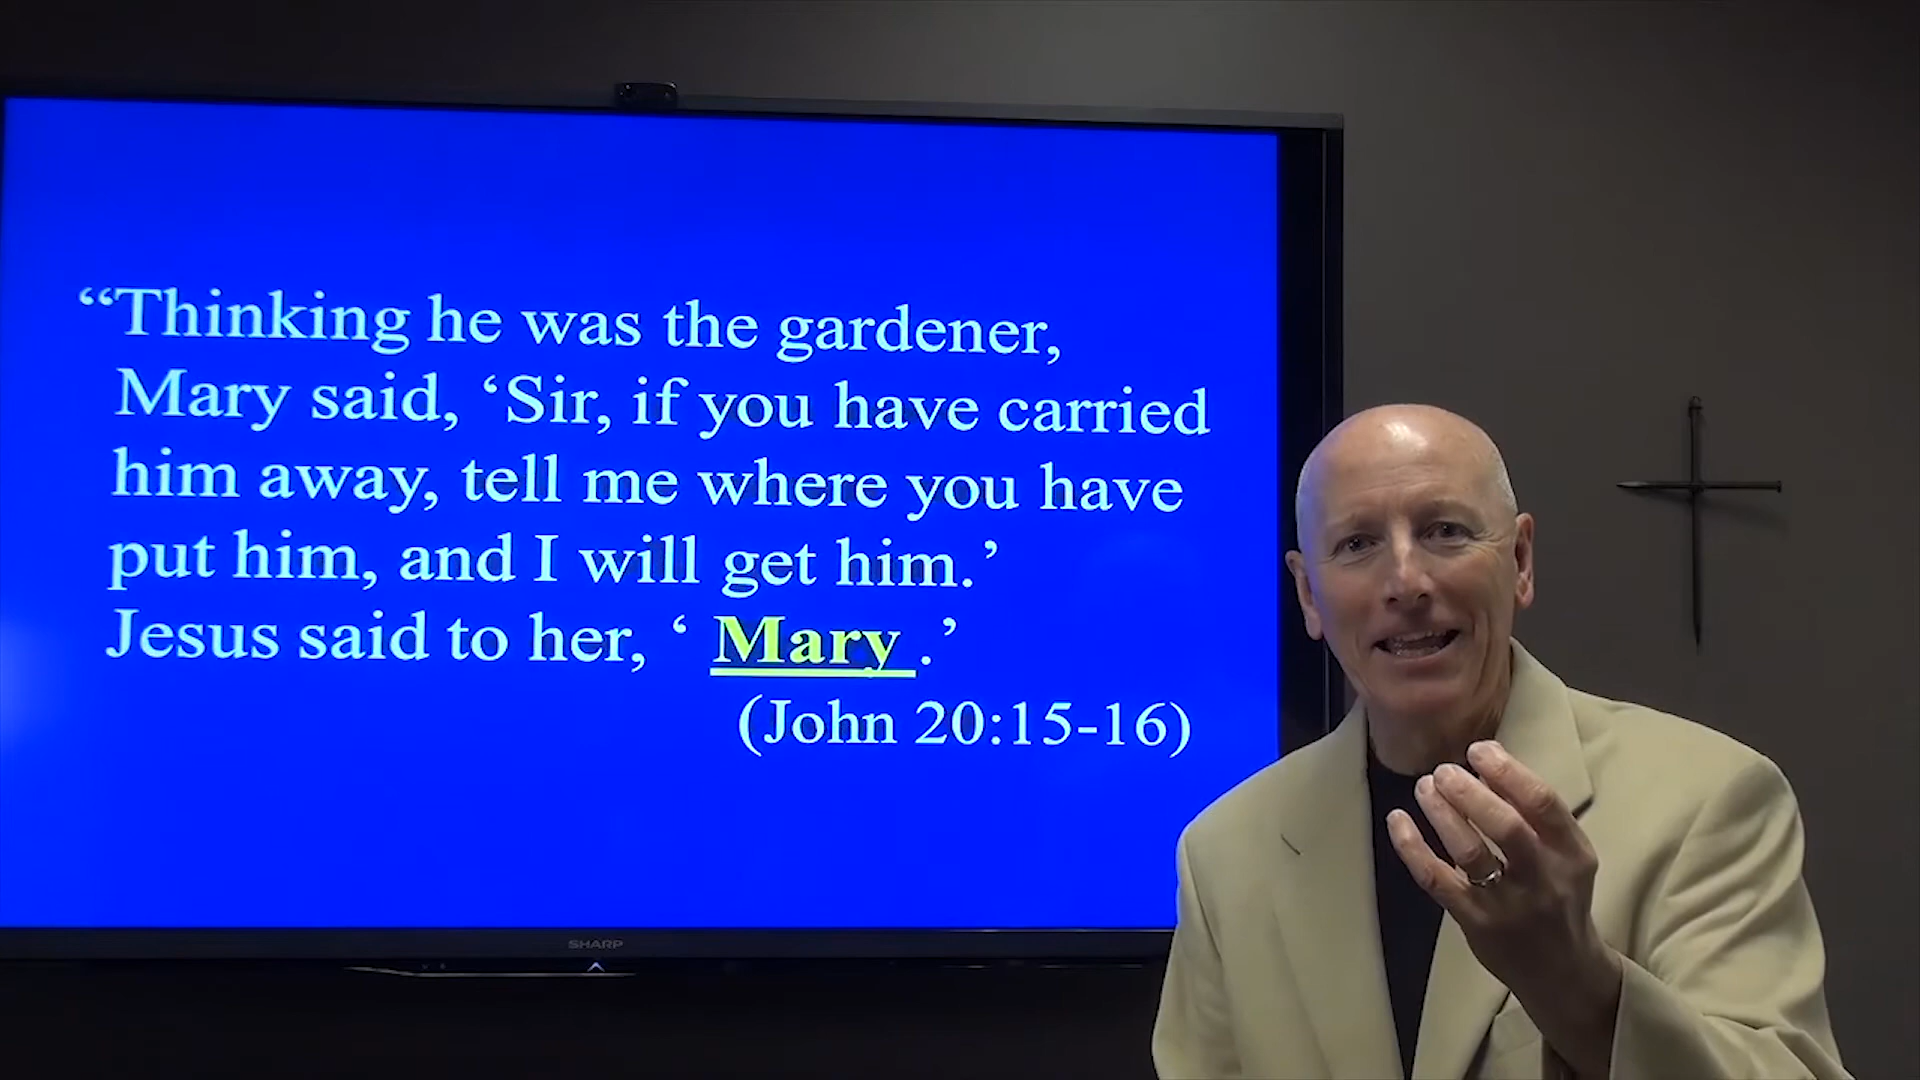 “Thinking he was the gardener,
Mary said, ‘Sir, if you have carried
him away, tell me where you have
put him, and I will get him.’
Jesus said to her, ‘ Mary .’
(John 20:15-16)
SHARP